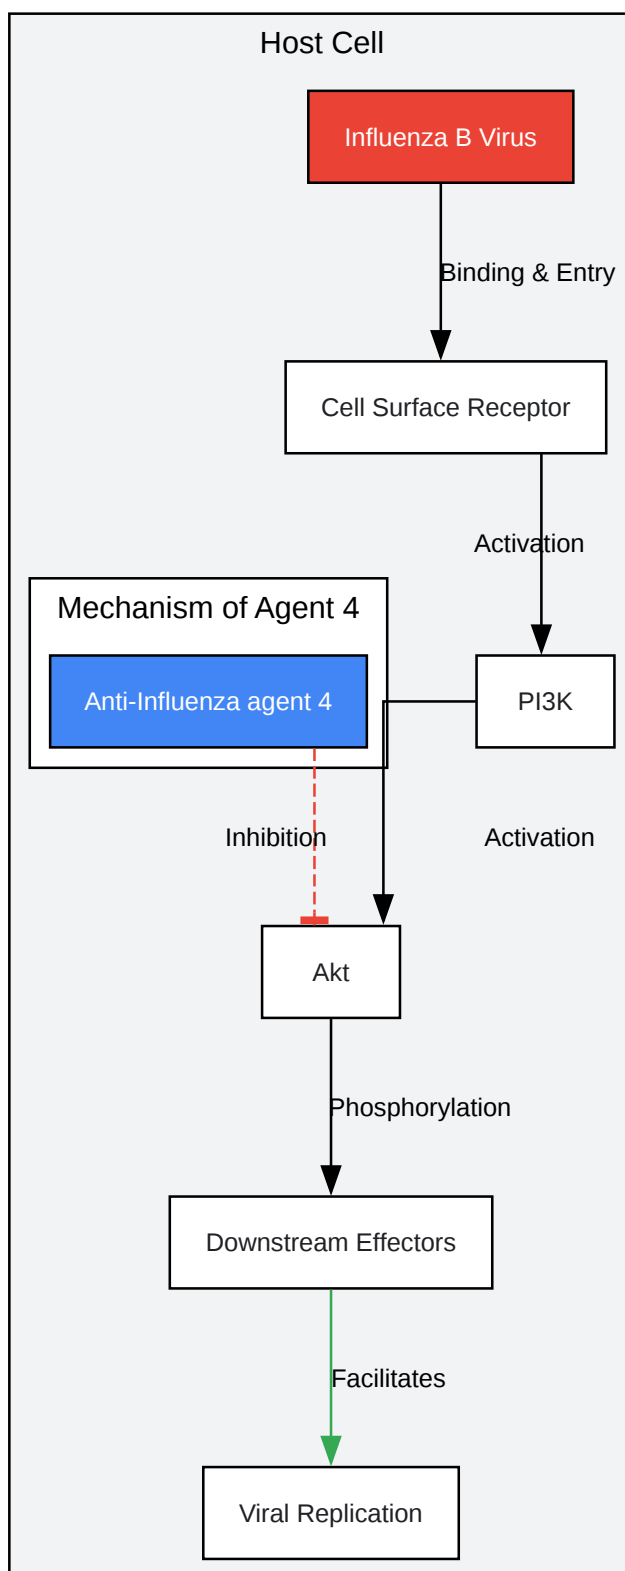 Host Cell
Influenza B Virus
Binding & Entry
Cell Surface Receptor
Activation
Mechanism of Agent 4
Anti-Influenza agent 4
PI3K
Inhibition
Activation
Akt
Phosphorylation
Downstream Effectors
Facilitates
Viral Replication